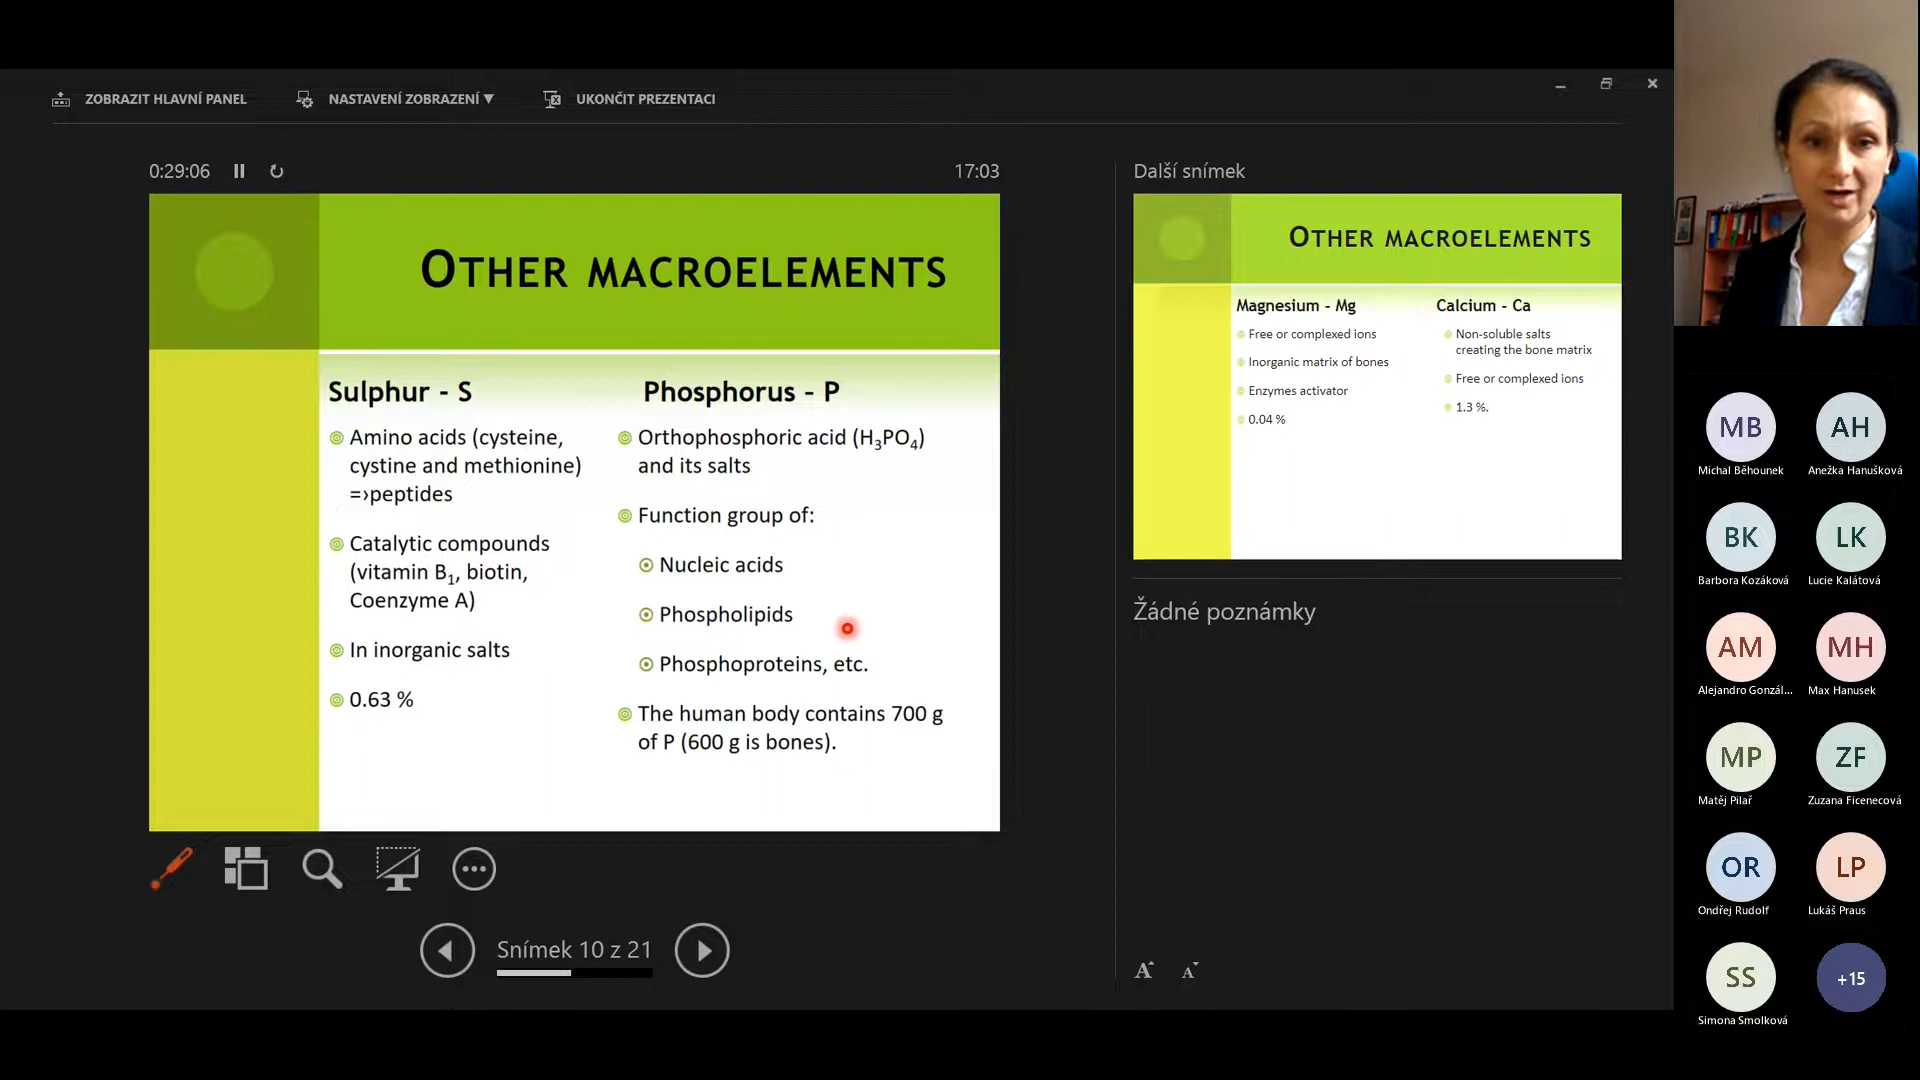 ZOBRAZIT HLAVNÍ PANEL
NASTAVENÍ ZOBRAZENÍ ▼
UKONČIT PREZENTACI
0:29:06
17:03
OTHER MACROELEMENTS
Sulphur - S
Amino acids (cysteine,
cystine and methionine)
=›peptides
Catalytic compounds
(vitamin B₁, biotin,
Coenzyme A)
In inorganic salts
0.63 %
Phosphorus - P
Orthophosphoric acid (H₃PO₄)
and its salts
Function group of:
Nucleic acids
Phospholipids
Phosphoproteins, etc.
The human body contains 700 g
of P (600 g is bones).
Snímek 10 z 21
Další snímek
OTHER MACROELEMENTS
Magnesium - Mg
Free or complexed ions
Inorganic matrix of bones
Enzymes activator
0.04 %
Calcium - Ca
Non-soluble salts
creating the bone matrix
Free or complexed ions
1.3 %.
Žádné poznámky
A A
MB AH
Michal Běhounek Anežka Hanušková
BK LK
Barbora Kozáková Lucie Kalátová
AM MH
Alejandro Gonzál... Max Hanusek
MP ZF
Matěj Pilař Zuzana Ficenecová
OR LP
Ondřej Rudolf Lukáš Praus
SS +15
Simona Smolková